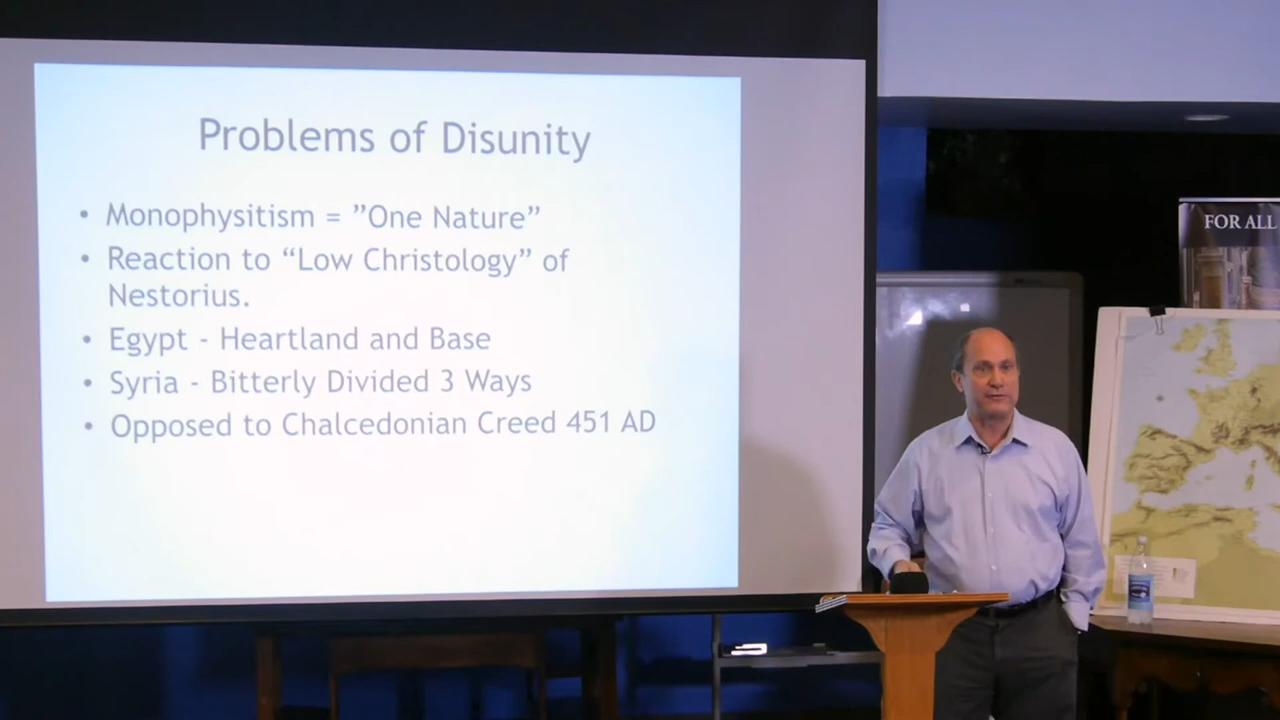 Problems of Disunity
• Monophysitism = ”One Nature”
• Reaction to “Low Christology” of
Nestorius.
• Egypt - Heartland and Base
• Syria - Bitterly Divided 3 Ways
• Opposed to Chalcedonian Creed 451 AD
FOR ALL